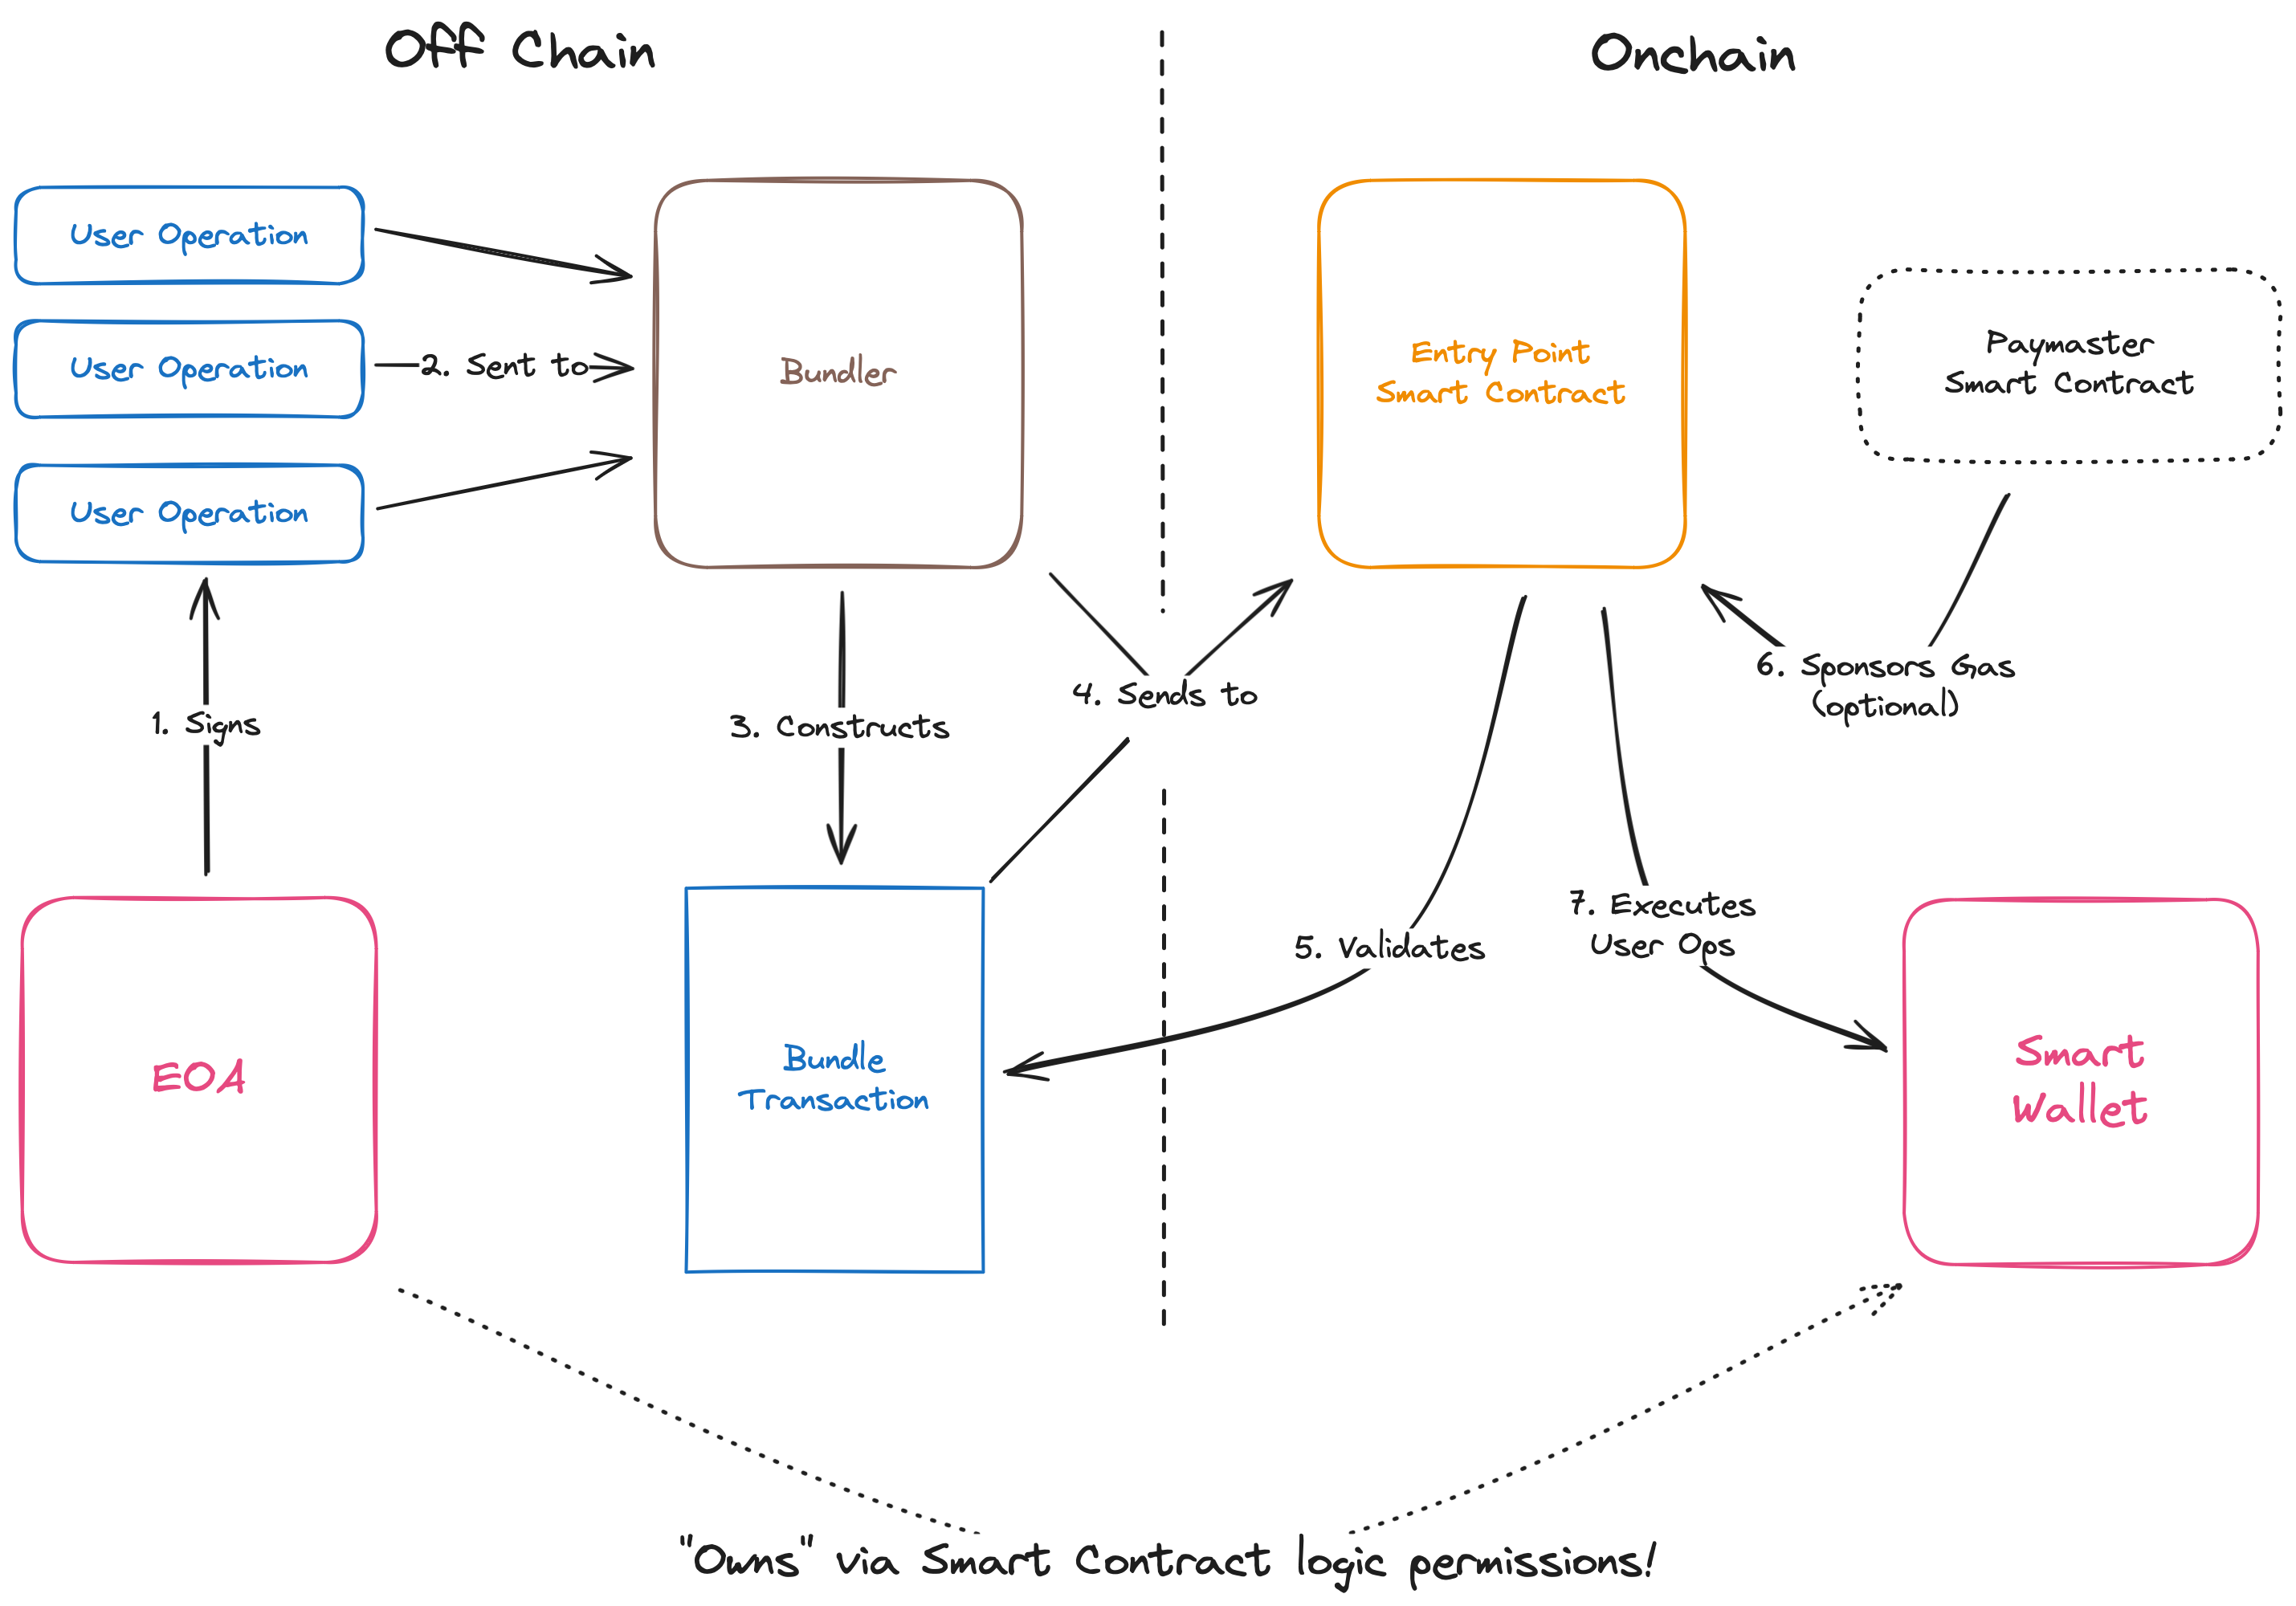 Off Chain
Onchain
User Operation
User Operation
User Operation
2. Sent to
Bundlr
Entry Point
Smart Contract
Paymaster
Smart Contract
1. Signs
3. Constructs
4. Sends to
6. Sponsors Gas
(optional)
5. Validates
7. Executes
User Ops
EOA
Bundle
Transaction
Smart
Wallet
"Owns" via Smart Contract logic permissions!